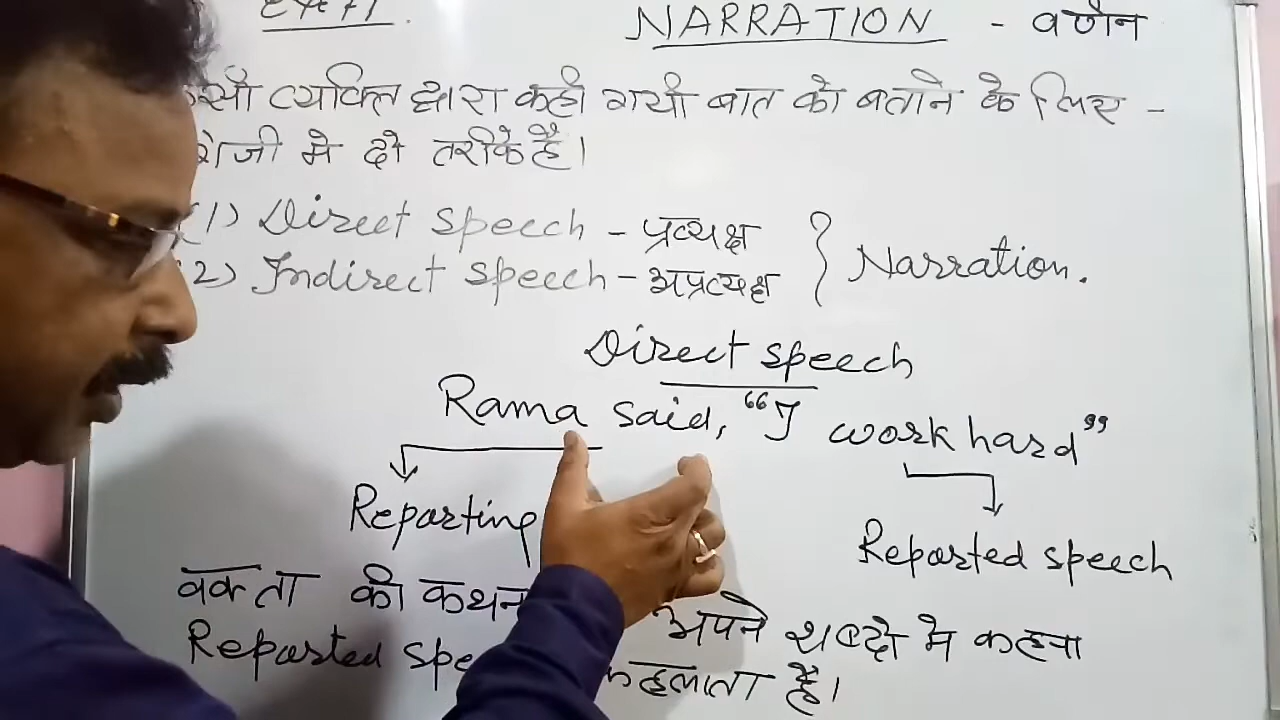 NARRATION - वर्णन
व्यक्ति द्वारा कही गयी बात को बताने के लिए -
मे दो तरीके है।
(1) Direct speech - प्रत्यक्ष
2) Indirect speech - अप्रत्यक्ष } Narration.
Direct speech
Rama said, “I work hard”
Reporting
Reported speech
वक्ता की कथन अपने शब्दो मे कहना
Reported कहलाता है।